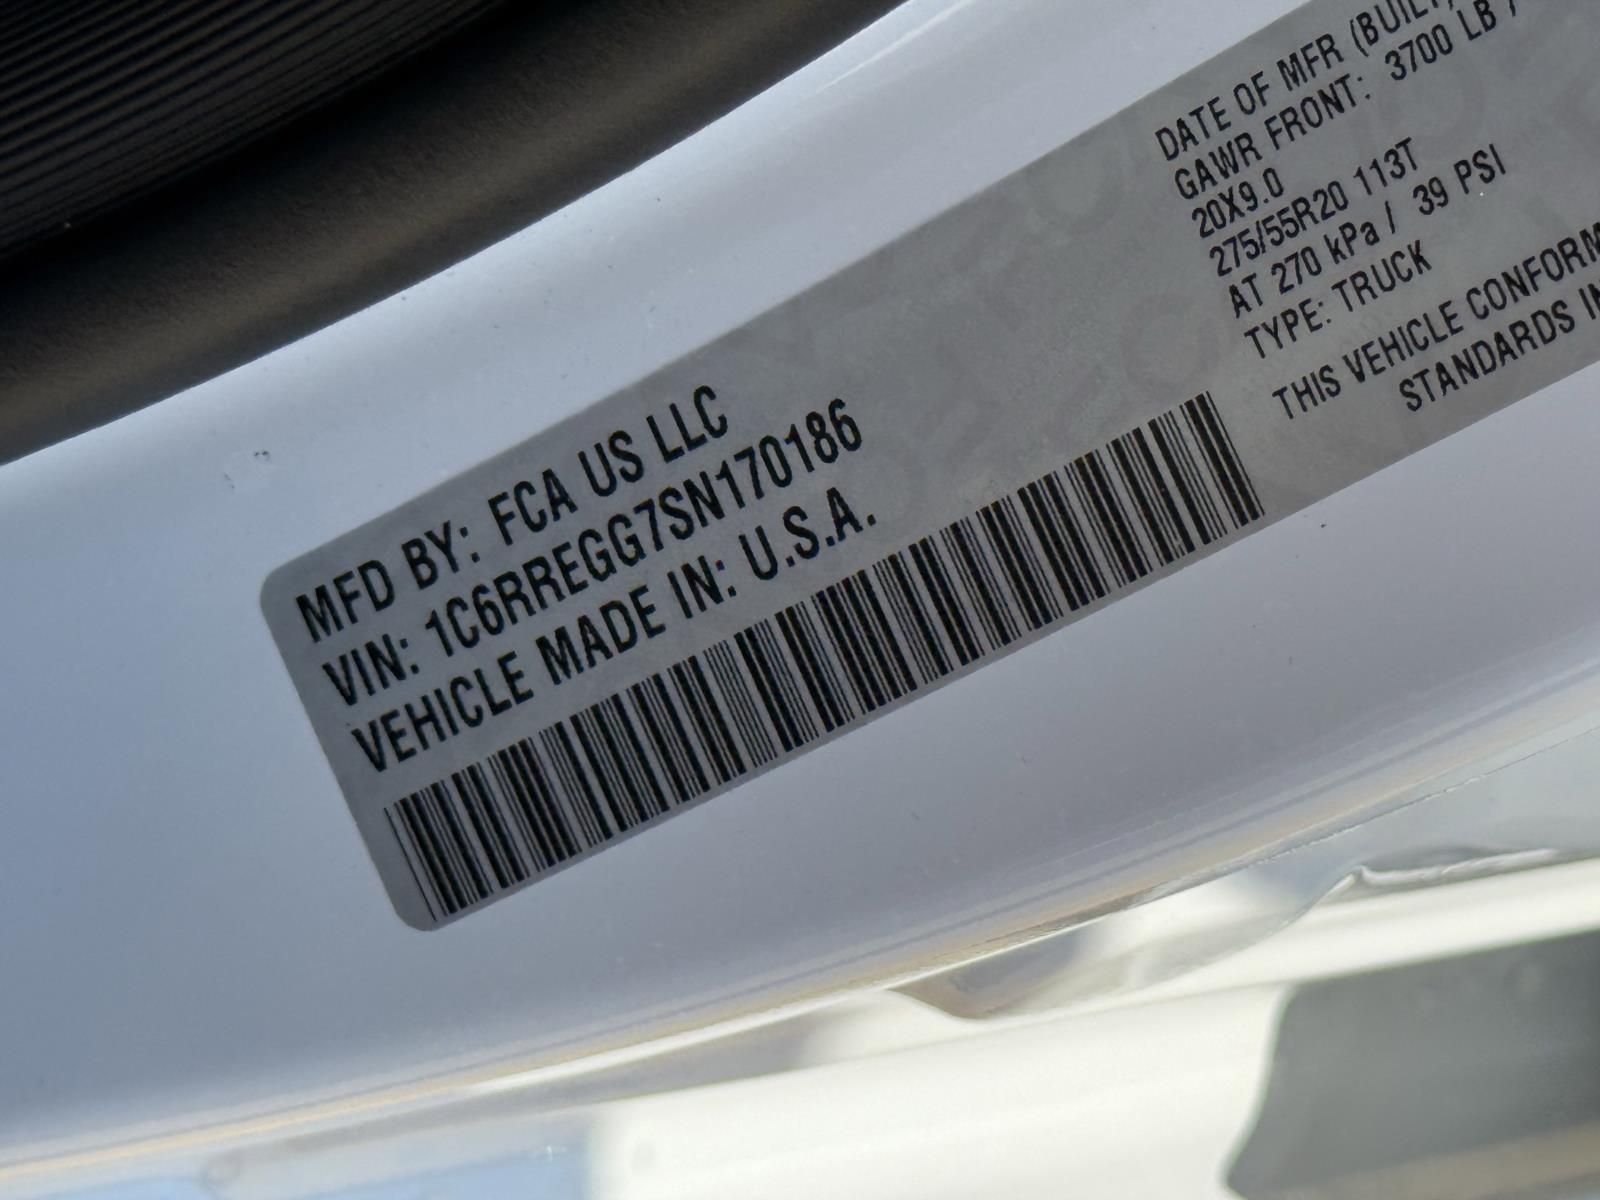 MFD BY: FCA US LLC
VIN: 1C6RREGG7SN170186
VEHICLE MADE IN: U.S.A.
DATE OF MFR (BUILT)
GAWR FRONT: 3700 LB /
20X9.0
275/55R20 113T
AT 270 kPa / 39 PSI
TYPE: TRUCK
THIS VEHICLE CONFORM
STANDARDS IN